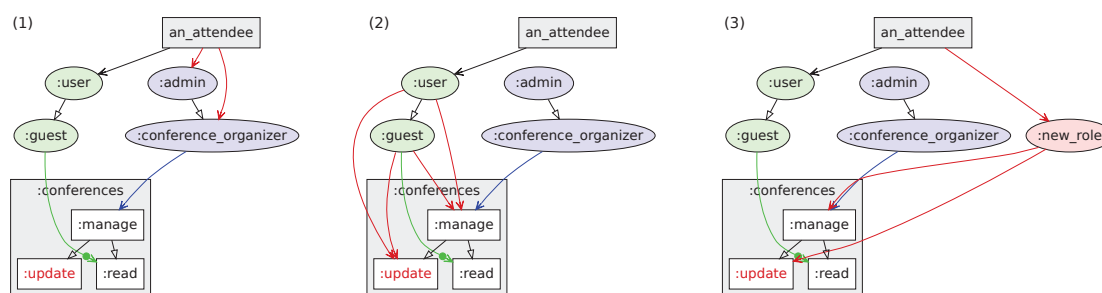 (1)
an_attendee
:user
:admin
:guest
:conference_organizer
:conferences
:manage
:update
:read
(2)
an_attendee
:user
:admin
:guest
:conference_organizer
:conferences
:manage
:update
:read
(3)
an_attendee
:user
:admin
:guest
:conference_organizer
:new_role
:conferences
:manage
:update
:read